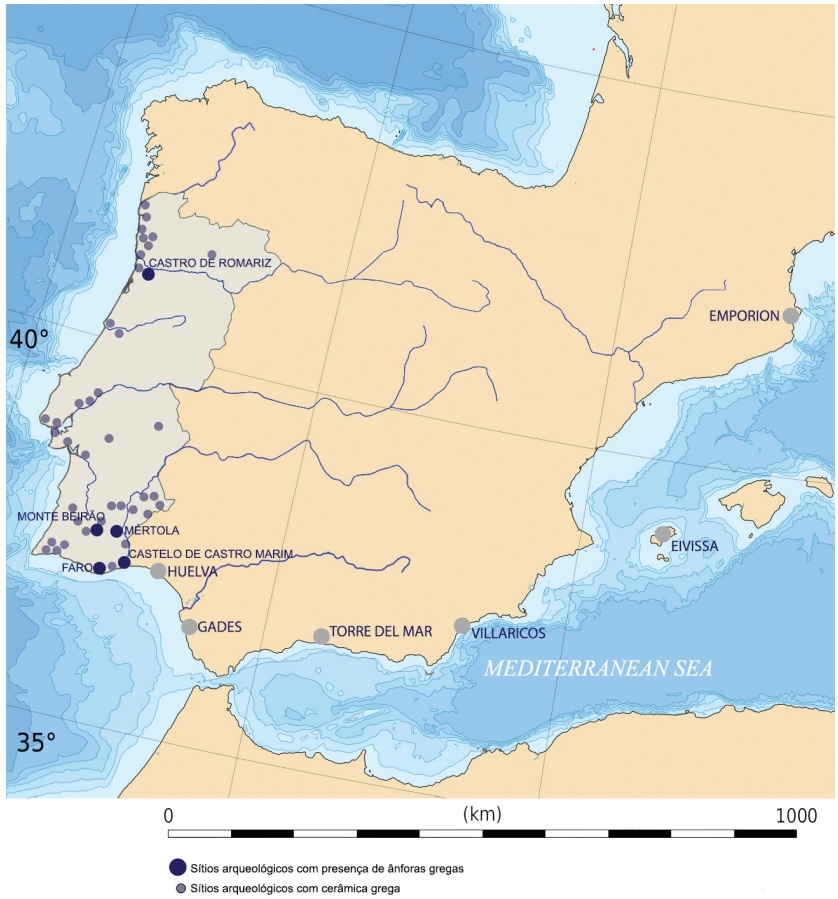 CASTRO DE ROMARIZ
EMPORION
40°
MONTE BEIRÃO
MÉRTOLA
EIVISSA
CASTELO DE CASTRO MARIM
FARO
HUELVA
GADES
TORRE DEL MAR
VILLARICOS
MEDITERRANEAN SEA
35°
0 (km) 1000
Sítios arqueológicos com presença de ânforas gregas
Sítios arqueológicos com cerâmica grega